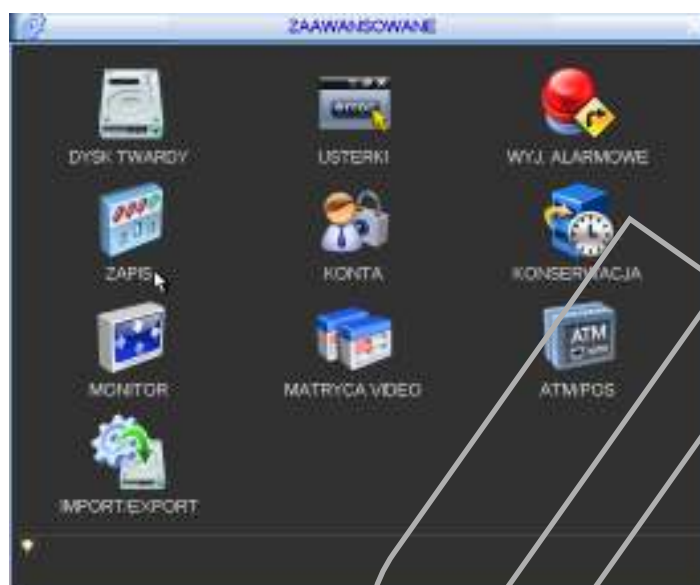 ZAAWANSOWANE
DYSK TWARDY
USTERKI
WYJ. ALARMOWE
ZAPIS
KONTA
KONSERWACJA
MONITOR
MATRYCA VIDEO
ATM
ATM/POS
IMPORT/EXPORT